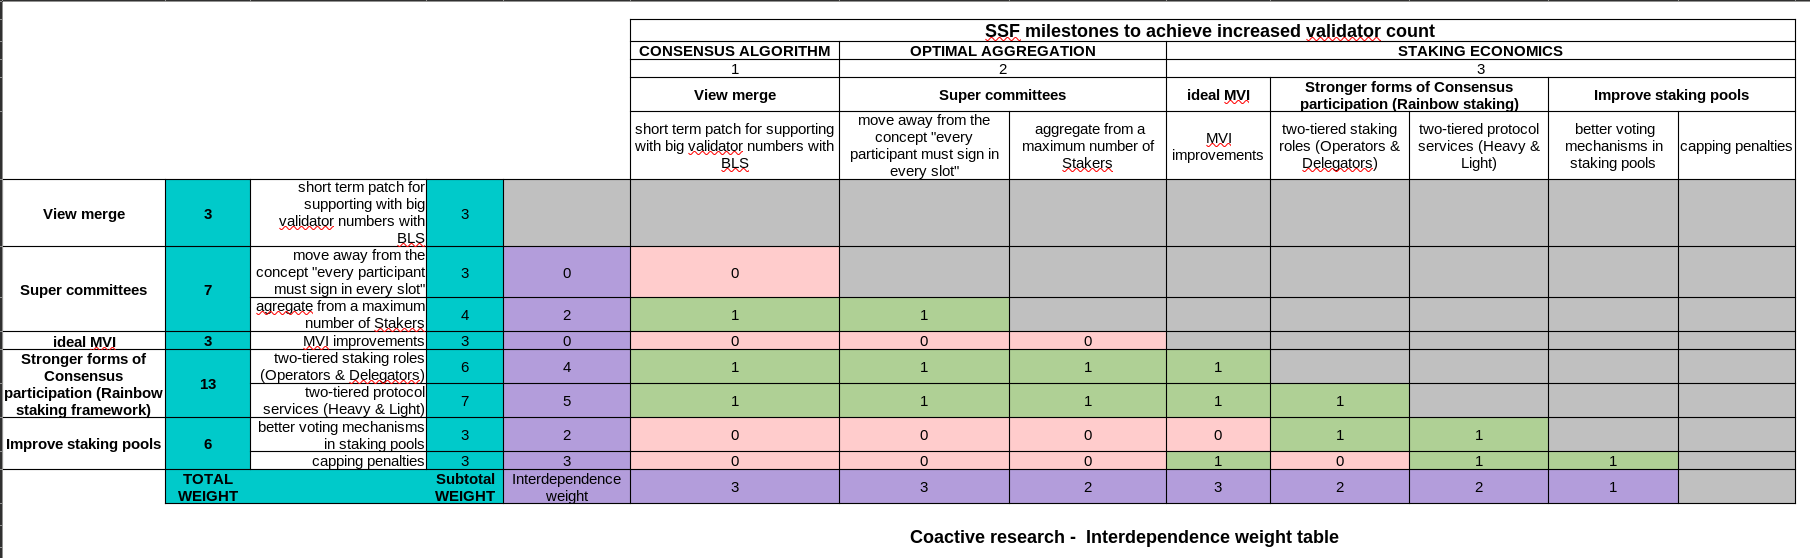 SSF milestones to achieve increased validator count
CONSENSUS ALGORITHM
OPTIMAL AGGREGATION
STAKING ECONOMICS
1
2
3
View merge
Super committees
ideal MVI
Stronger forms of Consensus
participation (Rainbow staking)
Improve staking pools
short term patch for supporting
with big validator numbers with
BLS
move away from the
concept "every
participant must sign in
every slot"
aggregate from a
maximum number of
Stakers
MVI
improvements
two-tiered staking
roles (Operators &
Delegators)
two-tiered protocol
services (Heavy &
Light)
better voting
mechanisms in
staking pools
capping penalties
View merge
3
short term patch for
supporting with big
validator numbers with
BLS
3
Super committees
7
move away from the
concept "every participant
must sign in every slot"
3
0
0
agregate from a maximum
number of Stakers
4
2
1
1
ideal MVI
3
MVI improvements
3
0
0
0
0
Stronger forms of
Consensus
participation (Rainbow
staking framework)
13
two-tiered staking roles
(Operators & Delegators)
6
4
1
1
1
1
two-tiered protocol
services (Heavy & Light)
7
5
1
1
1
1
1
Improve staking pools
6
better voting mechanisms
in staking pools
3
2
0
0
0
0
1
1
capping penalties
3
3
0
0
0
1
0
1
1
TOTAL
WEIGHT
Subtotal
WEIGHT
Interdependence
weight
3
3
2
3
2
2
1
Coactive research -  Interdependence weight table